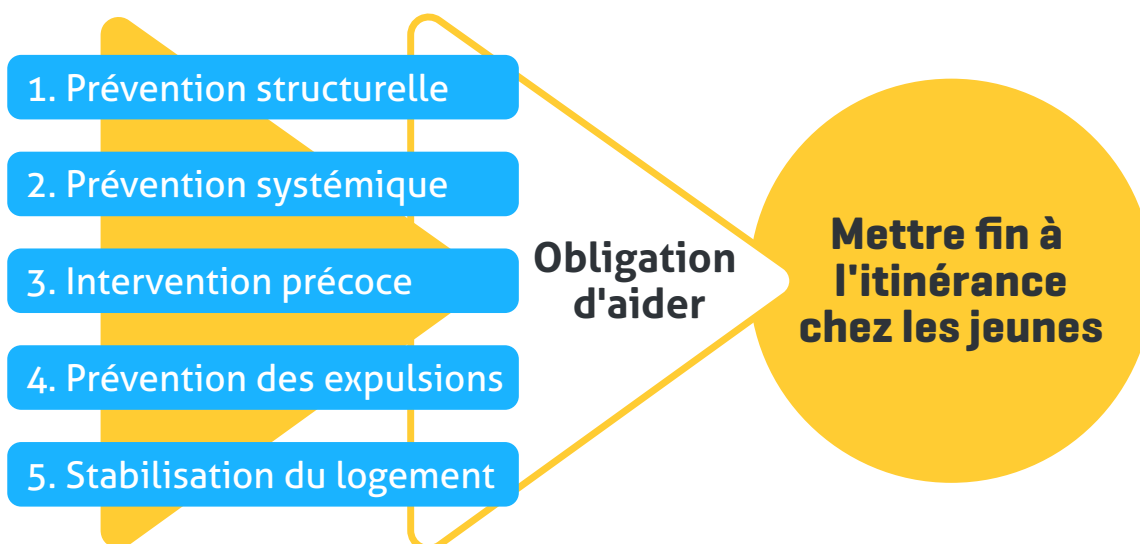 1. Prévention structurelle
2. Prévention systémique
3. Intervention précoce
4. Prévention des expulsions
5. Stabilisation du logement
Obligation
d'aider
Mettre fin à
l'itinérance
chez les jeunes